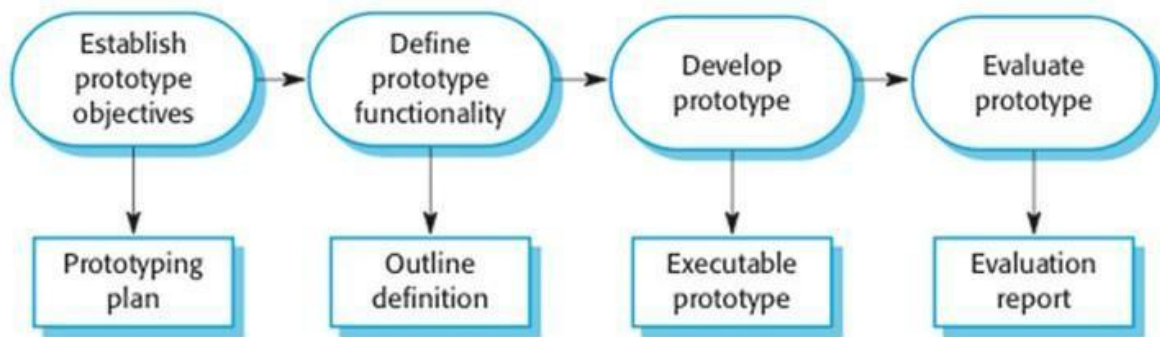 Establish
prototype
objectives
Define
prototype
functionality
Develop
prototype
Evaluate
prototype
Prototyping
plan
Outline
definition
Executable
prototype
Evaluation
report